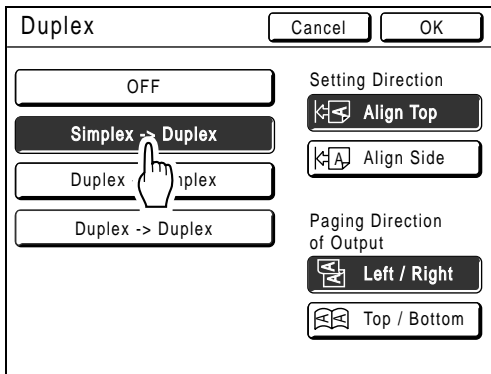 Duplex
Cancel
OK
OFF
Simplex -> Duplex
Duplex plex
Duplex -> Duplex
Setting Direction
Align Top
A Align Side
Paging Direction
of Output
Left / Right
Top / Bottom